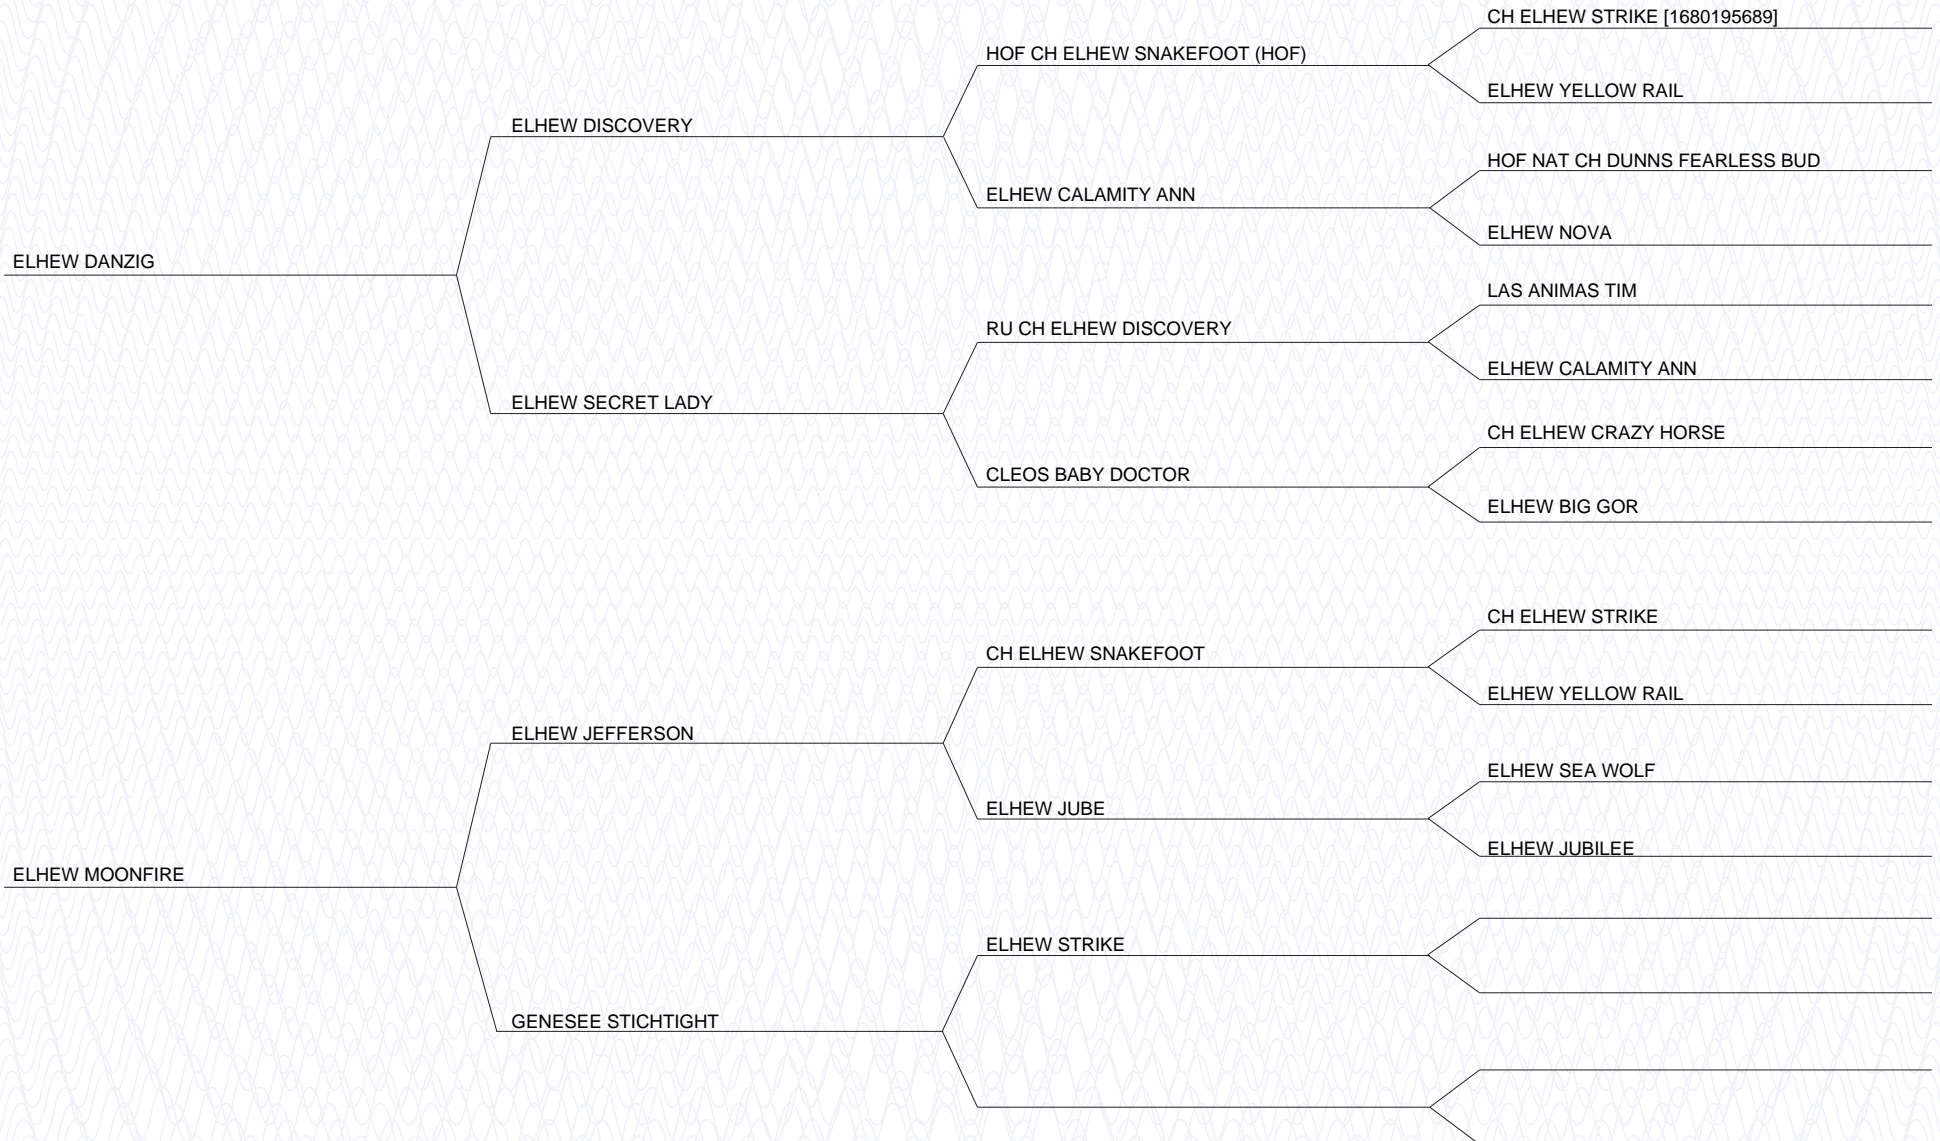 CH ELHEW STRIKE [1680195689]
HOF CH ELHEW SNAKEFOOT (HOF)
ELHEW YELLOW RAIL
ELHEW DISCOVERY
HOF NAT CH DUNNS FEARLESS BUD
ELHEW CALAMITY ANN
ELHEW NOVA
ELHEW DANZIG
LAS ANIMAS TIM
RU CH ELHEW DISCOVERY
ELHEW CALAMITY ANN
ELHEW SECRET LADY
CH ELHEW CRAZY HORSE
CLEOS BABY DOCTOR
ELHEW BIG GOR
CH ELHEW STRIKE
CH ELHEW SNAKEFOOT
ELHEW YELLOW RAIL
ELHEW JEFFERSON
ELHEW SEA WOLF
ELHEW JUBE
ELHEW JUBILEE
ELHEW MOONFIRE
ELHEW STRIKE
GENESEE STICHTIGHT